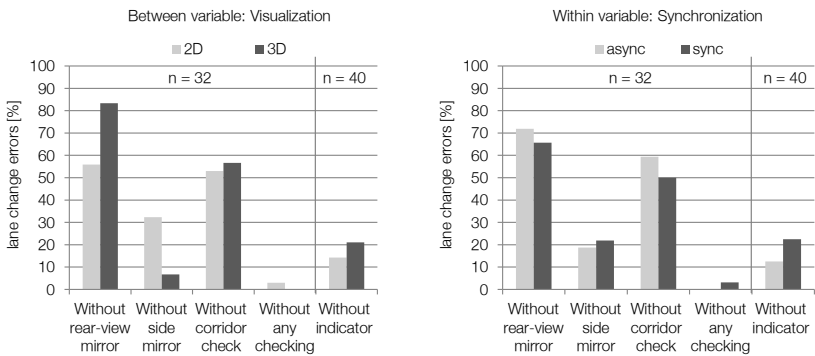 Between variable: Visualization
2D 3D
lane change errors [%]
100
90
80
70
60
50
40
30
20
10
0
n = 32
n = 40
Without rear-view mirror
Without side mirror
Without corridor check
Without any checking
Without indicator
Within variable: Synchronization
async sync
lane change errors [%]
100
90
80
70
60
50
40
30
20
10
0
n = 32
n = 40
Without rear-view mirror
Without side mirror
Without corridor check
Without any checking
Without indicator